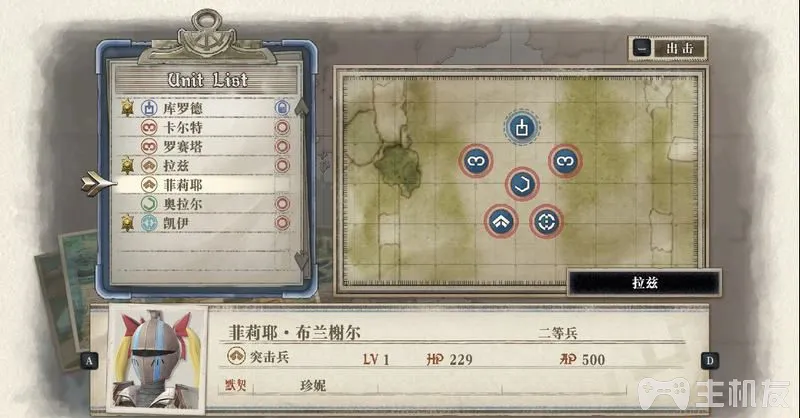 出击
Unit List
库罗德
卡尔特
罗赛塔
拉兹
菲莉耶
奥拉尔
凯伊
拉兹
菲莉耶·布兰榭尔 二等兵
A 突击兵 LV 1 HP 229 AP 500 D
默契 珍妮
主机友